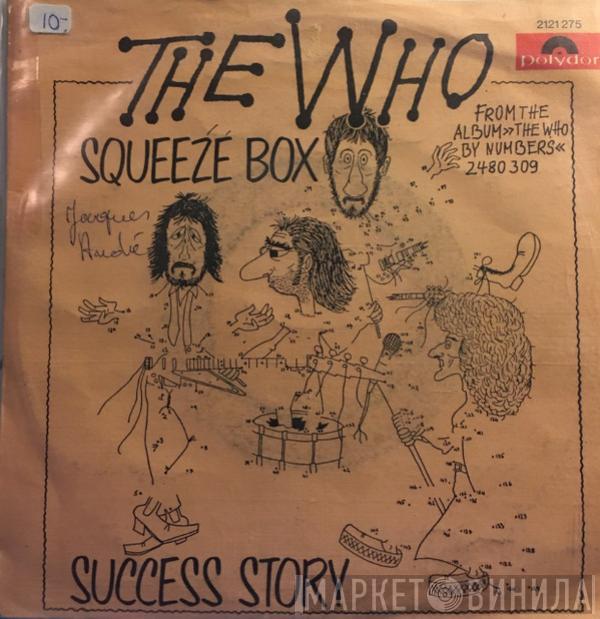 10.-
2121 275
Polydor
THE WHO
SQUEEZE BOX
FROM THE
ALBUM »THE WHO
BY NUMBERS«
2480 309
Jacques
André
SUCCESS STORY
МАРКЕТ ВИНИЛА